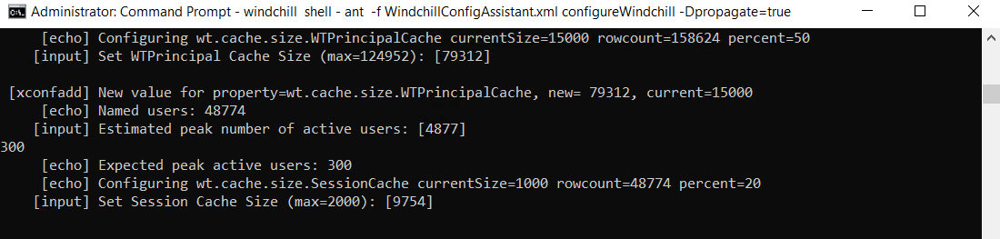 Administrator: Command Prompt - windchill  shell - ant  -f WindchillConfigAssistant.xml configureWindchill -Dpropagate=true
[echo] Configuring wt.cache.size.WTPrincipalCache currentSize=15000 rowcount=158624 percent=50
[input] Set WTPrincipal Cache Size (max=124952): [79312]
[xconfadd] New value for property=wt.cache.size.WTPrincipalCache, new= 79312, current=15000
[echo] Named users: 48774
[input] Estimated peak number of active users: [4877]
300
[echo] Expected peak active users: 300
[echo] Configuring wt.cache.size.SessionCache currentSize=1000 rowcount=48774 percent=20
[input] Set Session Cache Size (max=2000): [9754]